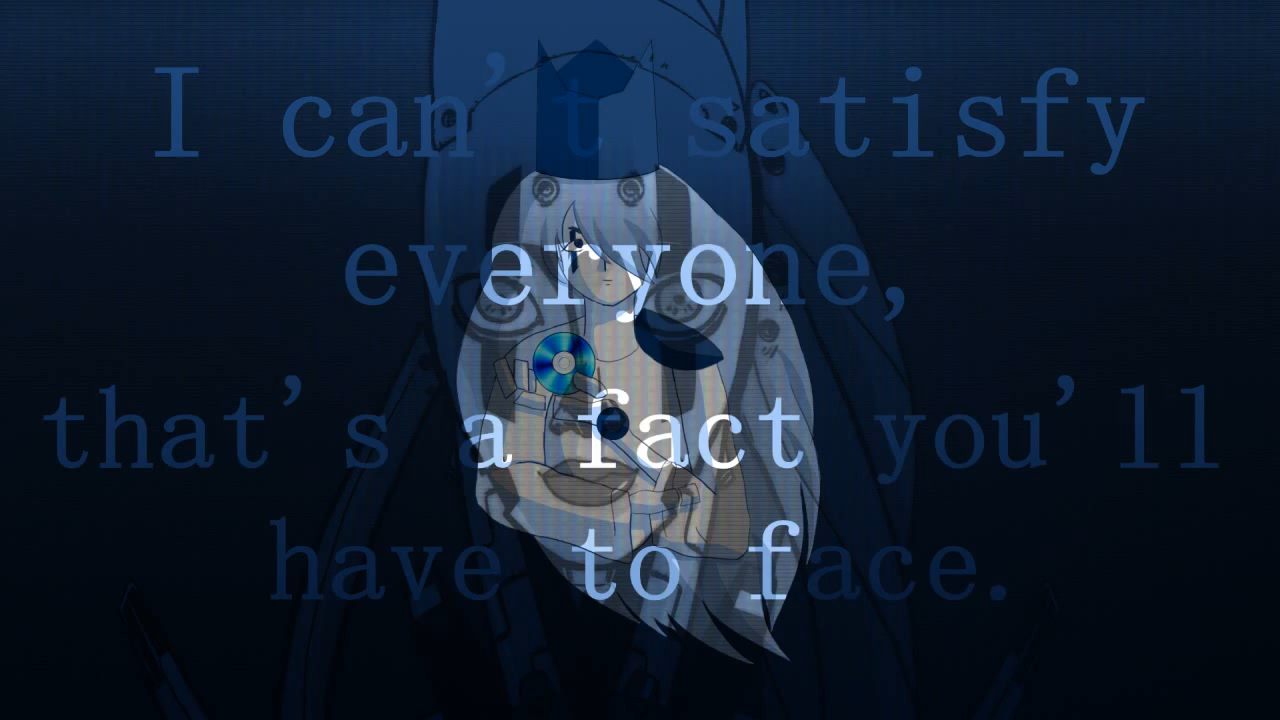 I can't satisfy
everyone,
that's a fact you'll
have to face.